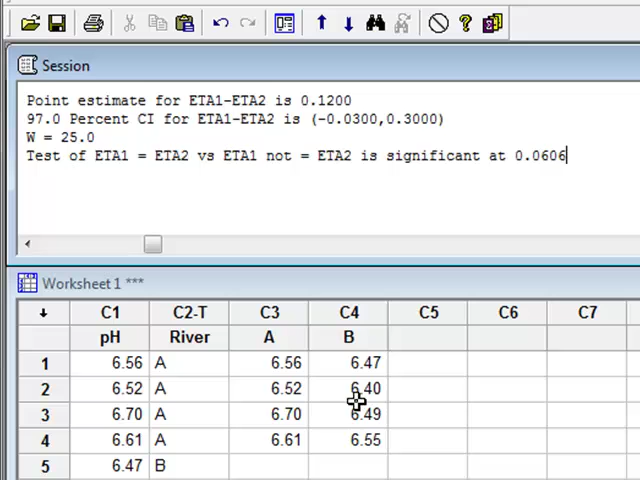 Session
Point estimate for ETA1-ETA2 is 0.1200
97.0 Percent CI for ETA1-ETA2 is (-0.0300,0.3000)
W = 25.0
Test of ETA1 = ETA2 vs ETA1 not = ETA2 is significant at 0.0606
Worksheet 1 ***
C1 C2-T C3 C4 C5 C6 C7
pH River A B
1 6.56 A 6.56 6.47
2 6.52 A 6.52 6.40
3 6.70 A 6.70 6.49
4 6.61 A 6.61 6.55
5 6.47 B